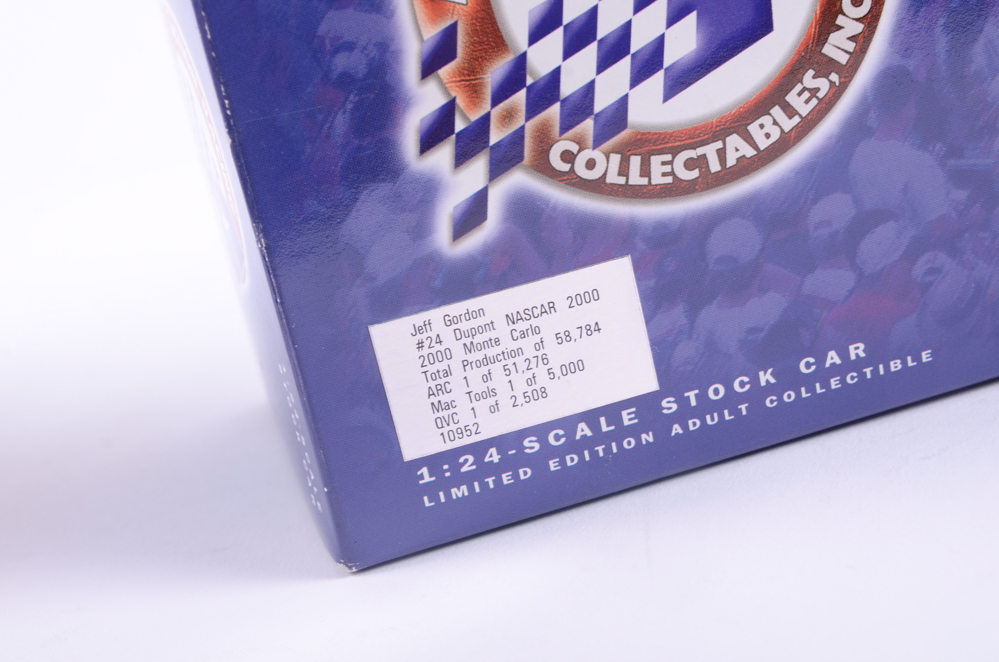 COLLECTABLES, INC
Jeff Gordon
#24 Dupont NASCAR 2000
2000 Monte Carlo
Total Production of 58,784
ARC 1 of 51,276
Mac Tools 1 of 5,000
QVC 1 of 2,508
10952
1:24-SCALE STOCK CAR
LIMITED EDITION ADULT COLLECTIBLE